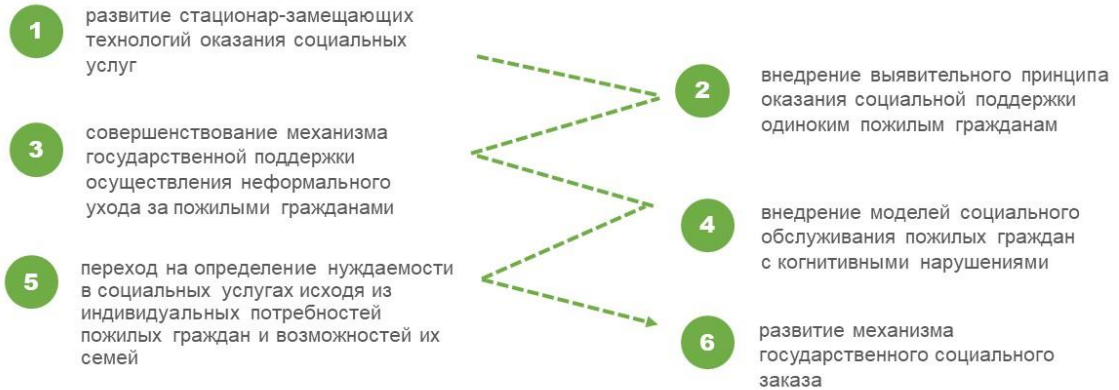 1
развитие стационар-замещающих
технологий оказания социальных
услуг
2
внедрение выявительного принципа
оказания социальной поддержки
одиноким пожилым гражданам
3
совершенствование механизма
государственной поддержки
осуществления неформального
ухода за пожилыми гражданами
4
внедрение моделей социального
обслуживания пожилых граждан
с когнитивными нарушениями
5
переход на определение нуждаемости
в социальных услугах исходя из
индивидуальных потребностей
пожилых граждан и возможностей их
семей
6
развитие механизма
государственного социального
заказа